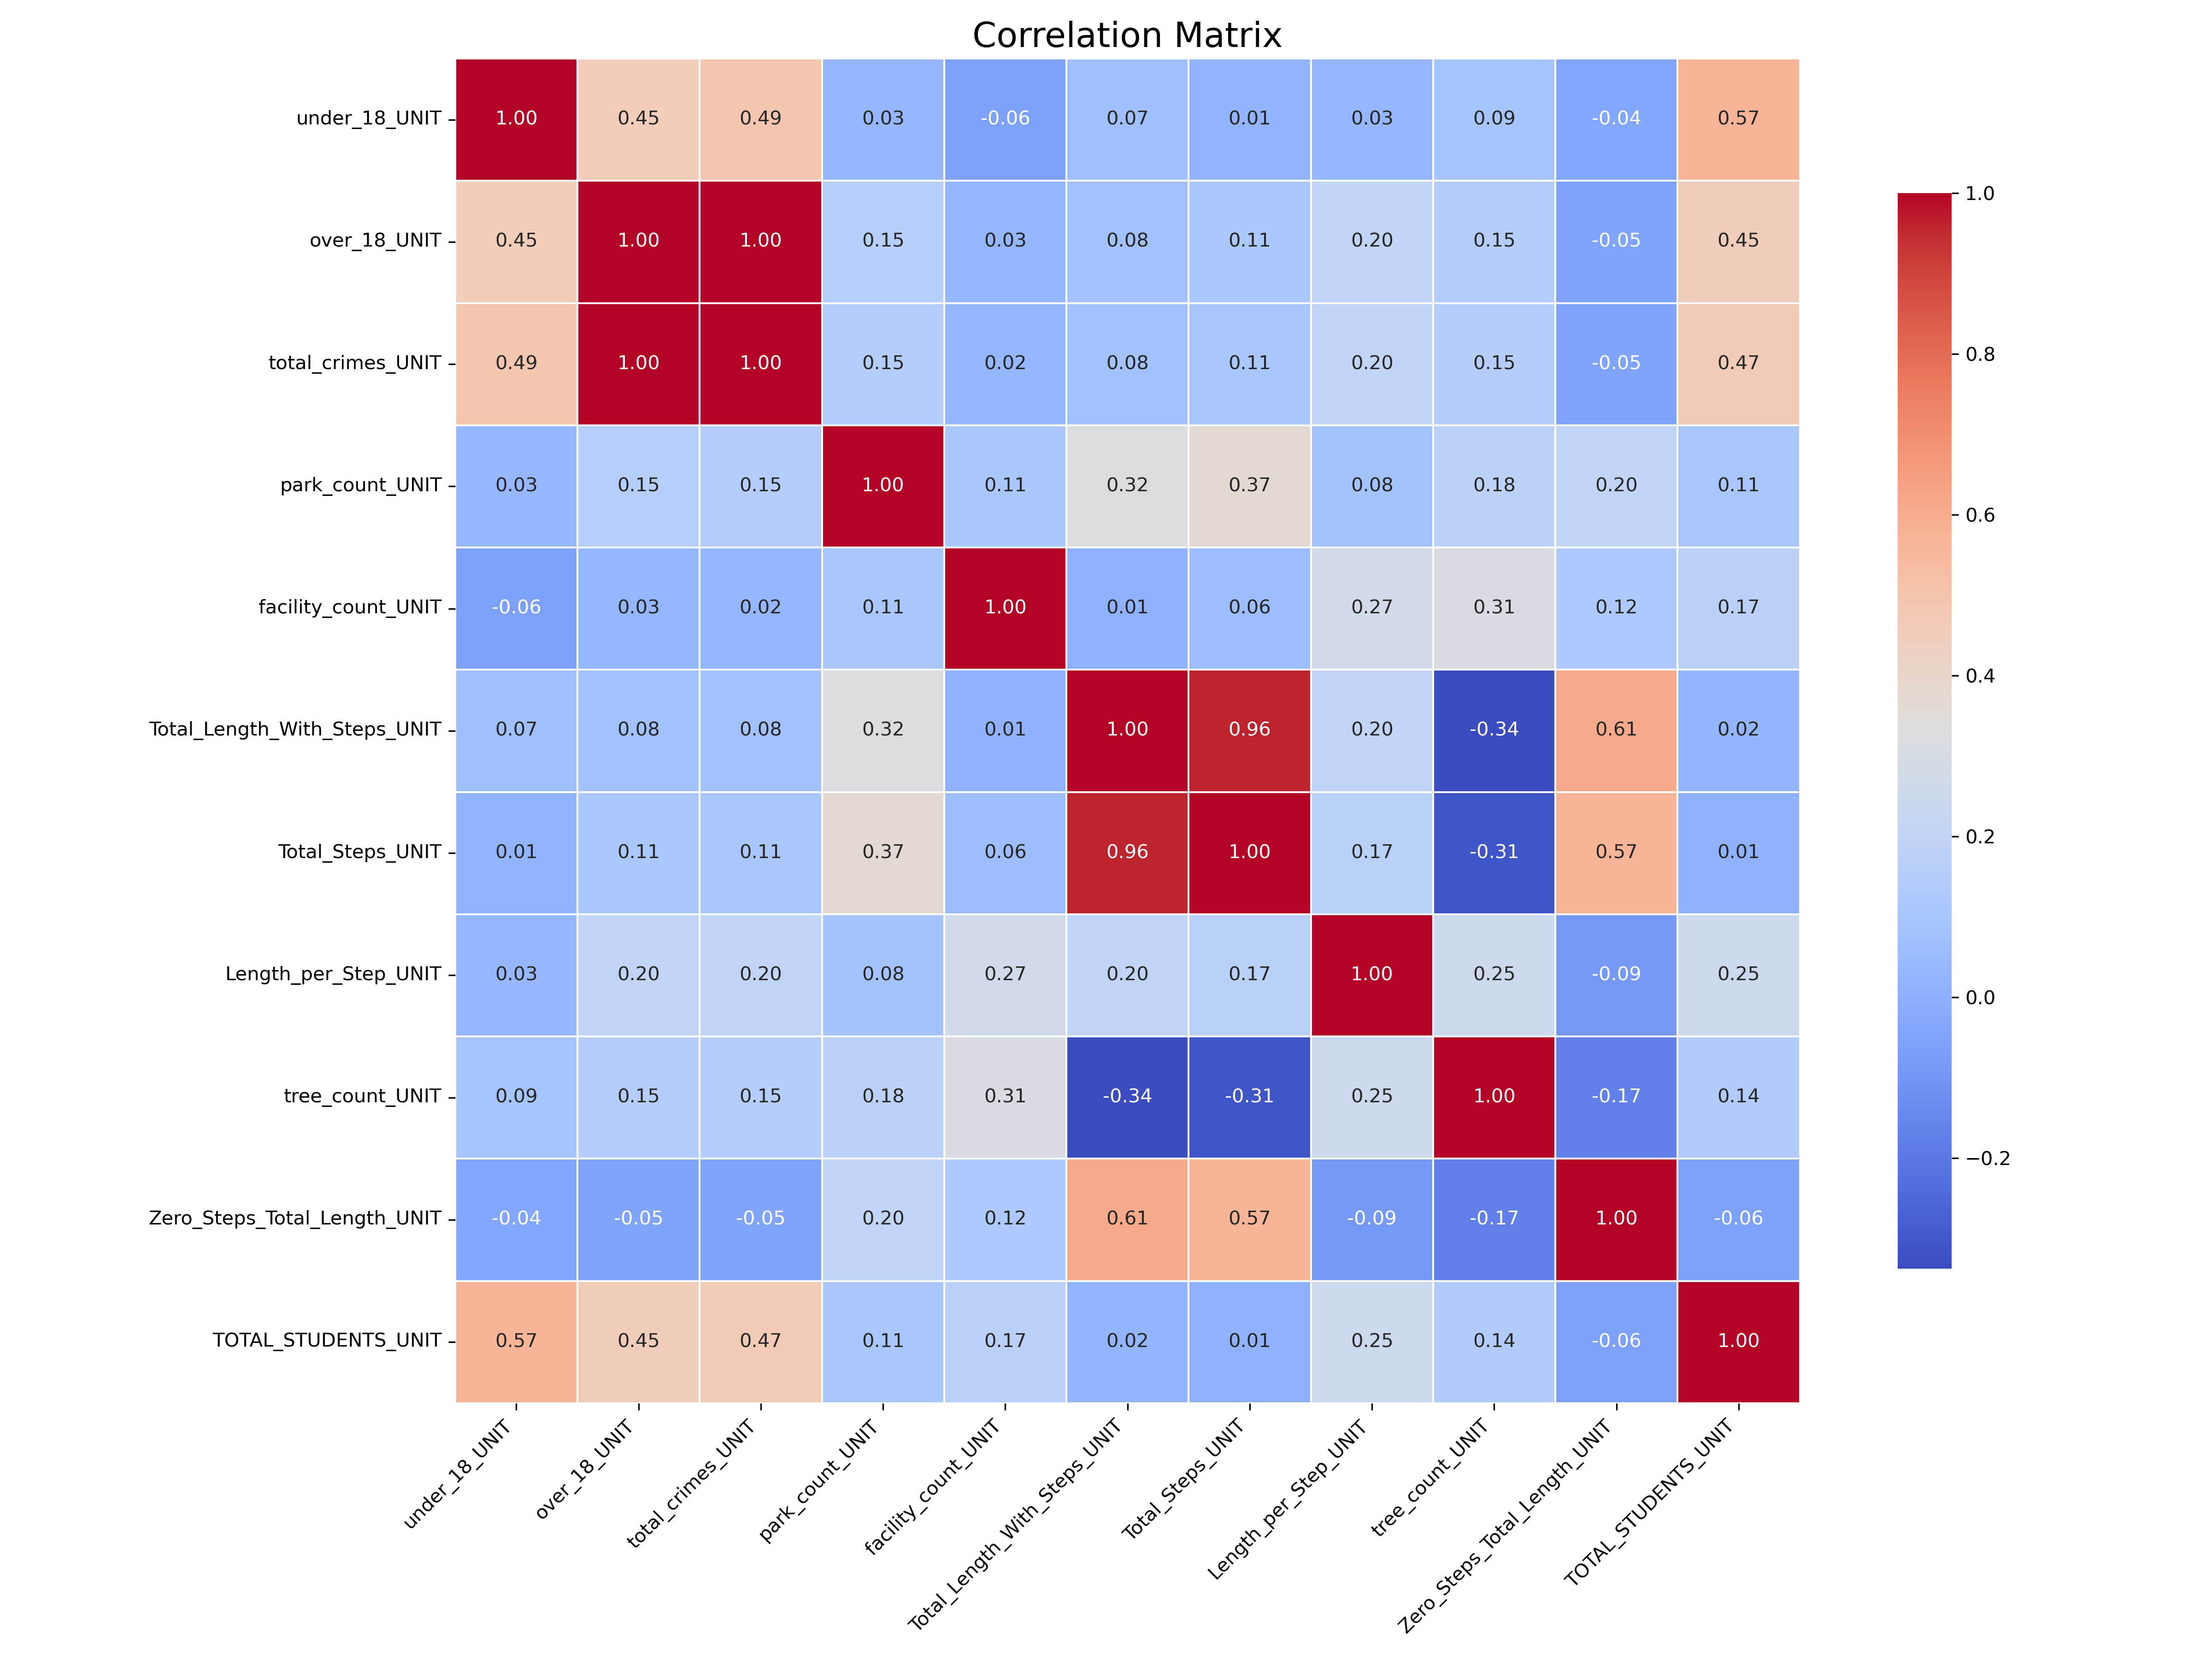 Correlation Matrix
under_18_UNIT 1.00 0.45 0.49 0.03 -0.06 0.07 0.01 0.03 0.09 -0.04 0.57
over_18_UNIT 0.45 1.00 1.00 0.15 0.03 0.08 0.11 0.20 0.15 -0.05 0.45
total_crimes_UNIT 0.49 1.00 1.00 0.15 0.02 0.08 0.11 0.20 0.15 -0.05 0.47
park_count_UNIT 0.03 0.15 0.15 1.00 0.11 0.32 0.37 0.08 0.18 0.20 0.11
facility_count_UNIT -0.06 0.03 0.02 0.11 1.00 0.01 0.06 0.27 0.31 0.12 0.17
Total_Length_With_Steps_UNIT 0.07 0.08 0.08 0.32 0.01 1.00 0.96 0.20 -0.34 0.61 0.02
Total_Steps_UNIT 0.01 0.11 0.11 0.37 0.06 0.96 1.00 0.17 -0.31 0.57 0.01
Length_per_Step_UNIT 0.03 0.20 0.20 0.08 0.27 0.20 0.17 1.00 0.25 -0.09 0.25
tree_count_UNIT 0.09 0.15 0.15 0.18 0.31 -0.34 -0.31 0.25 1.00 -0.17 0.14
Zero_Steps_Total_Length_UNIT -0.04 -0.05 -0.05 0.20 0.12 0.61 0.57 -0.09 -0.17 1.00 -0.06
TOTAL_STUDENTS_UNIT 0.57 0.45 0.47 0.11 0.17 0.02 0.01 0.25 0.14 -0.06 1.00
under_18_UNIT
over_18_UNIT
total_crimes_UNIT
park_count_UNIT
facility_count_UNIT
Total_Length_With_Steps_UNIT
Total_Steps_UNIT
Length_per_Step_UNIT
tree_count_UNIT
Zero_Steps_Total_Length_UNIT
TOTAL_STUDENTS_UNIT
1.0
0.8
0.6
0.4
0.2
0.0
−0.2